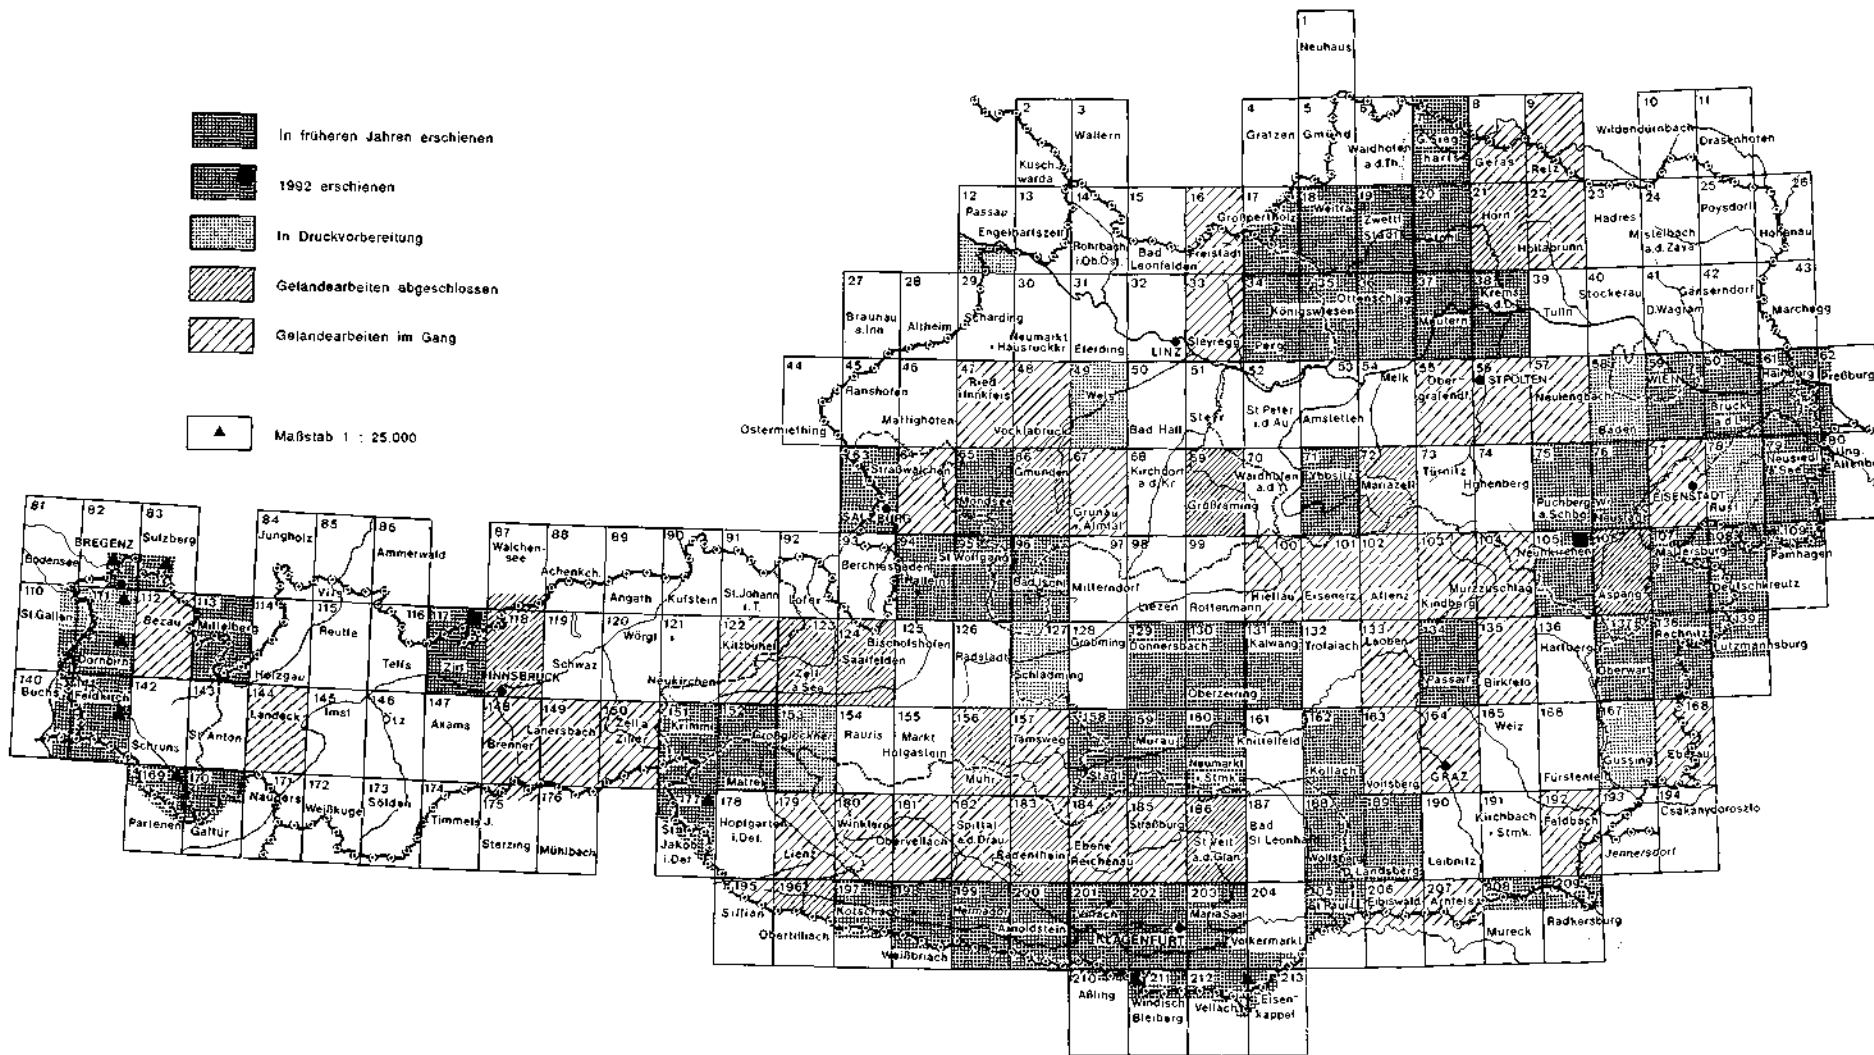 In früheren Jahren erschienen
1992 erschienen
In Druckvorbereitung
Geländearbeiten abgeschlossen
Geländearbeiten im Gang
Maßstab 1 : 25.000
1
Neuhaus
2
3
Wallern
Kusch
warda
4
Gratzen
5
Gmünd
6
Waidhofen
a.d.Th.
G.Sieg
harts
8
Geras
9
Retz
10
Wildendürnbach
11
Drasenhofen
12
Passau
13
Engelhartszell
14
Rohrbach
i.Ob.Öst.
15
Bad
Leonfelden
16
Freistadt
17
Großpertholz
18
Weitra
19
Zwettl
Stadt
20
21
Horn
22
Hollabrunn
23
Hadres
24
Mistelbach
a.d.Zaya
25
Poysdorf
26
Hohenau
27
Braunau
a.Inn
28
Altheim
29
Schärding
30
Neumarkt
i Hausruckkr
31
Eferding
32
LINZ
33
Steyregg
34
Perg
35
Königswiesen
36
Ottenschlag
37
Mautern
38
Krems
a.d.D.
39
Tulln
40
Stockerau
41
D.Wagram
42
Gänserndorf
43
Marchegg
44
Ostermiething
45
Ranshofen
46
Mattighofen
47
Ried
i Innkreis
48
Vöcklabruck
49
Wels
50
Bad Hall
51
Steyr
52
St Peter
i.d.Au
53
Amstetten
54
Melk
55
Ober-
grafendf.
56
ST.PÖLTEN
57
Neulengbach
58
Baden
59
WIEN
60
Bruck
a.d.L.
61
Hainburg
62
Preßburg
63
SALZBURG
64
Straßwalchen
65
Mondsee
66
Gmunden
67
Grünau
i.Almtal
68
Kirchdorf
a.d.Kr
69
Großraming
70
Waidhofen
a.d.Y.
71
Ybbsitz
72
Mariazell
73
Türnitz
74
Hohenberg
75
Puchberg
a.Schbg
76
Wr.
Neustadt
77
EISENSTADT
78
Rust
79
Neusiedl
a.See
80
Ung.
Altenburg
81
Bodensee
82
BREGENZ
83
Sulzberg
84
Jungholz
85
Vils
86
Ammerwald
87
Walchen-
see
88
Achenkch.
89
Angath
90
Kufstein
91
St.Johann
i.T.
92
Lofer
93
Berchtesgaden
94
Hallein
95
St Wolfgang
96
Bad Ischl
97
Mitterndorf
98
Liezen
99
Rottenmann
100
Hieflau
101
Eisenerz
102
Aflenz
103
Kindberg
104
Mürzzuschlag
105
Neunkirchen
106
Aspang
107
Mattersburg
Deutschkreutz
109
Pamhagen
110
St.Gallen
111
Dornbirn
112
Bezau
113
Mittelberg
114
Holzgau
115
Reutte
116
Telfs
117
Zirl
118
INNSBRUCK
119
Schwaz
120
Wörgl
121
Neukirchen
122
Kitzbühel
123
Zell
a.See
124
Saalfelden
125
Bischofshofen
126
Radstadt
127
Schladming
128
Gröbming
129
Donnersbach
130
Oberzeiring
131
Kalwang
132
Trofaiach
133
Leoben
134
Passail
135
Birkfeld
136
Hartberg
137
Oberwart
138
Rechnitz
139
Lutzmannsburg
140
Buchs
141
Feldkirch
142
Schruns
143
St Anton
144
Landeck
145
Imst
146
Ötz
147
Axams
148
Brenner
149
Lanersbach
150
Zell a
Ziller
151
Krimml
152
Matrei
153
Großglockner
154
Rauris
155
Markt
Hofgastein
156
Muhr
157
Tamsweg
158
Stadl
159
Murau
160
Neumarkt
i Stmk.
161
Knittelfeld
162
Köflach
163
Voitsberg
164
GRAZ
165
Weiz
166
Fürstenfeld
167
Güssing
168
Eberau
169
Partenen
170
Galtür
171
Nauders
172
Weißkugel
173
Sölden
174
Timmels J.
175
Sterzing
176
Mühlbach
177
St.
Jakob
i.Def
178
Hopfgarten
i.Def.
179
Lienz
180
Winklern
181
Obervellach
182
Spittal
a.d.Drau
183
Radenthein
184
Ebene
Reichenau
185
Straßburg
186
St Veit
a.d.Glan
187
Bad
St Leonhard
188
Wolfsberg
189
D.Landsberg
190
Leibnitz
191
Kirchbach
i Stmk.
192
Feldbach
193
Jennersdorf
194
Csakanydoroszlo
195
Sillian
196
Obertilliach
197
Kötschach
198
Weißbriach
199
Hermagor
200
Arnoldstein
201
Villach
202
KLAGENFURT
203
Maria Saal
204
Völkermarkt
205
St Paul
206
Eibiswald
207
Arnfels
208
Mureck
209
Radkersburg
210
Aßling
211
Windisch
Bleiberg
212
Vellach
213
Eisen-
kappel